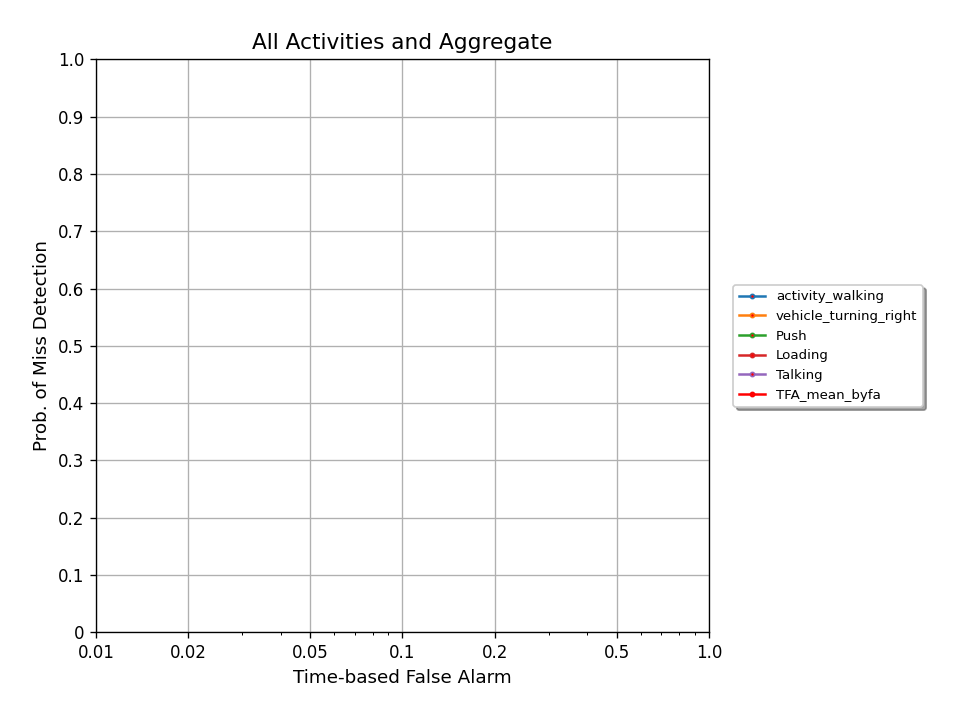 All Activities and Aggregate
1.0
0.9
0.8
0.7
0.6
0.5
0.4
0.3
0.2
0.1
0
Prob. of Miss Detection
0.01 0.02 0.05 0.1 0.2 0.5 1.0
Time-based False Alarm
activity_walking
vehicle_turning_right
Push
Loading
Talking
TFA_mean_byfa